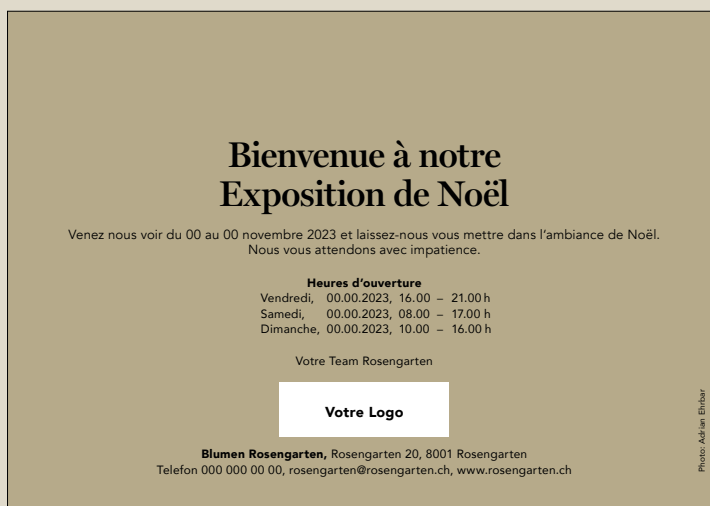 Bienvenue à notre
Exposition de Noël
Venez nous voir du 00 au 00 novembre 2023 et laissez-nous vous mettre dans l’ambiance de Noël.
Nous vous attendons avec impatience.
Heures d’ouverture
Vendredi, 00.00.2023, 16.00 – 21.00 h
Samedi, 00.00.2023, 08.00 – 17.00 h
Dimanche, 00.00.2023, 10.00 – 16.00 h
Votre Team Rosengarten
Votre Logo
Blumen Rosengarten, Rosengarten 20, 8001 Rosengarten
Telefon 000 000 00 00, rosengarten@rosengarten.ch, www.rosengarten.ch
Photo: Adrian Ehrbar